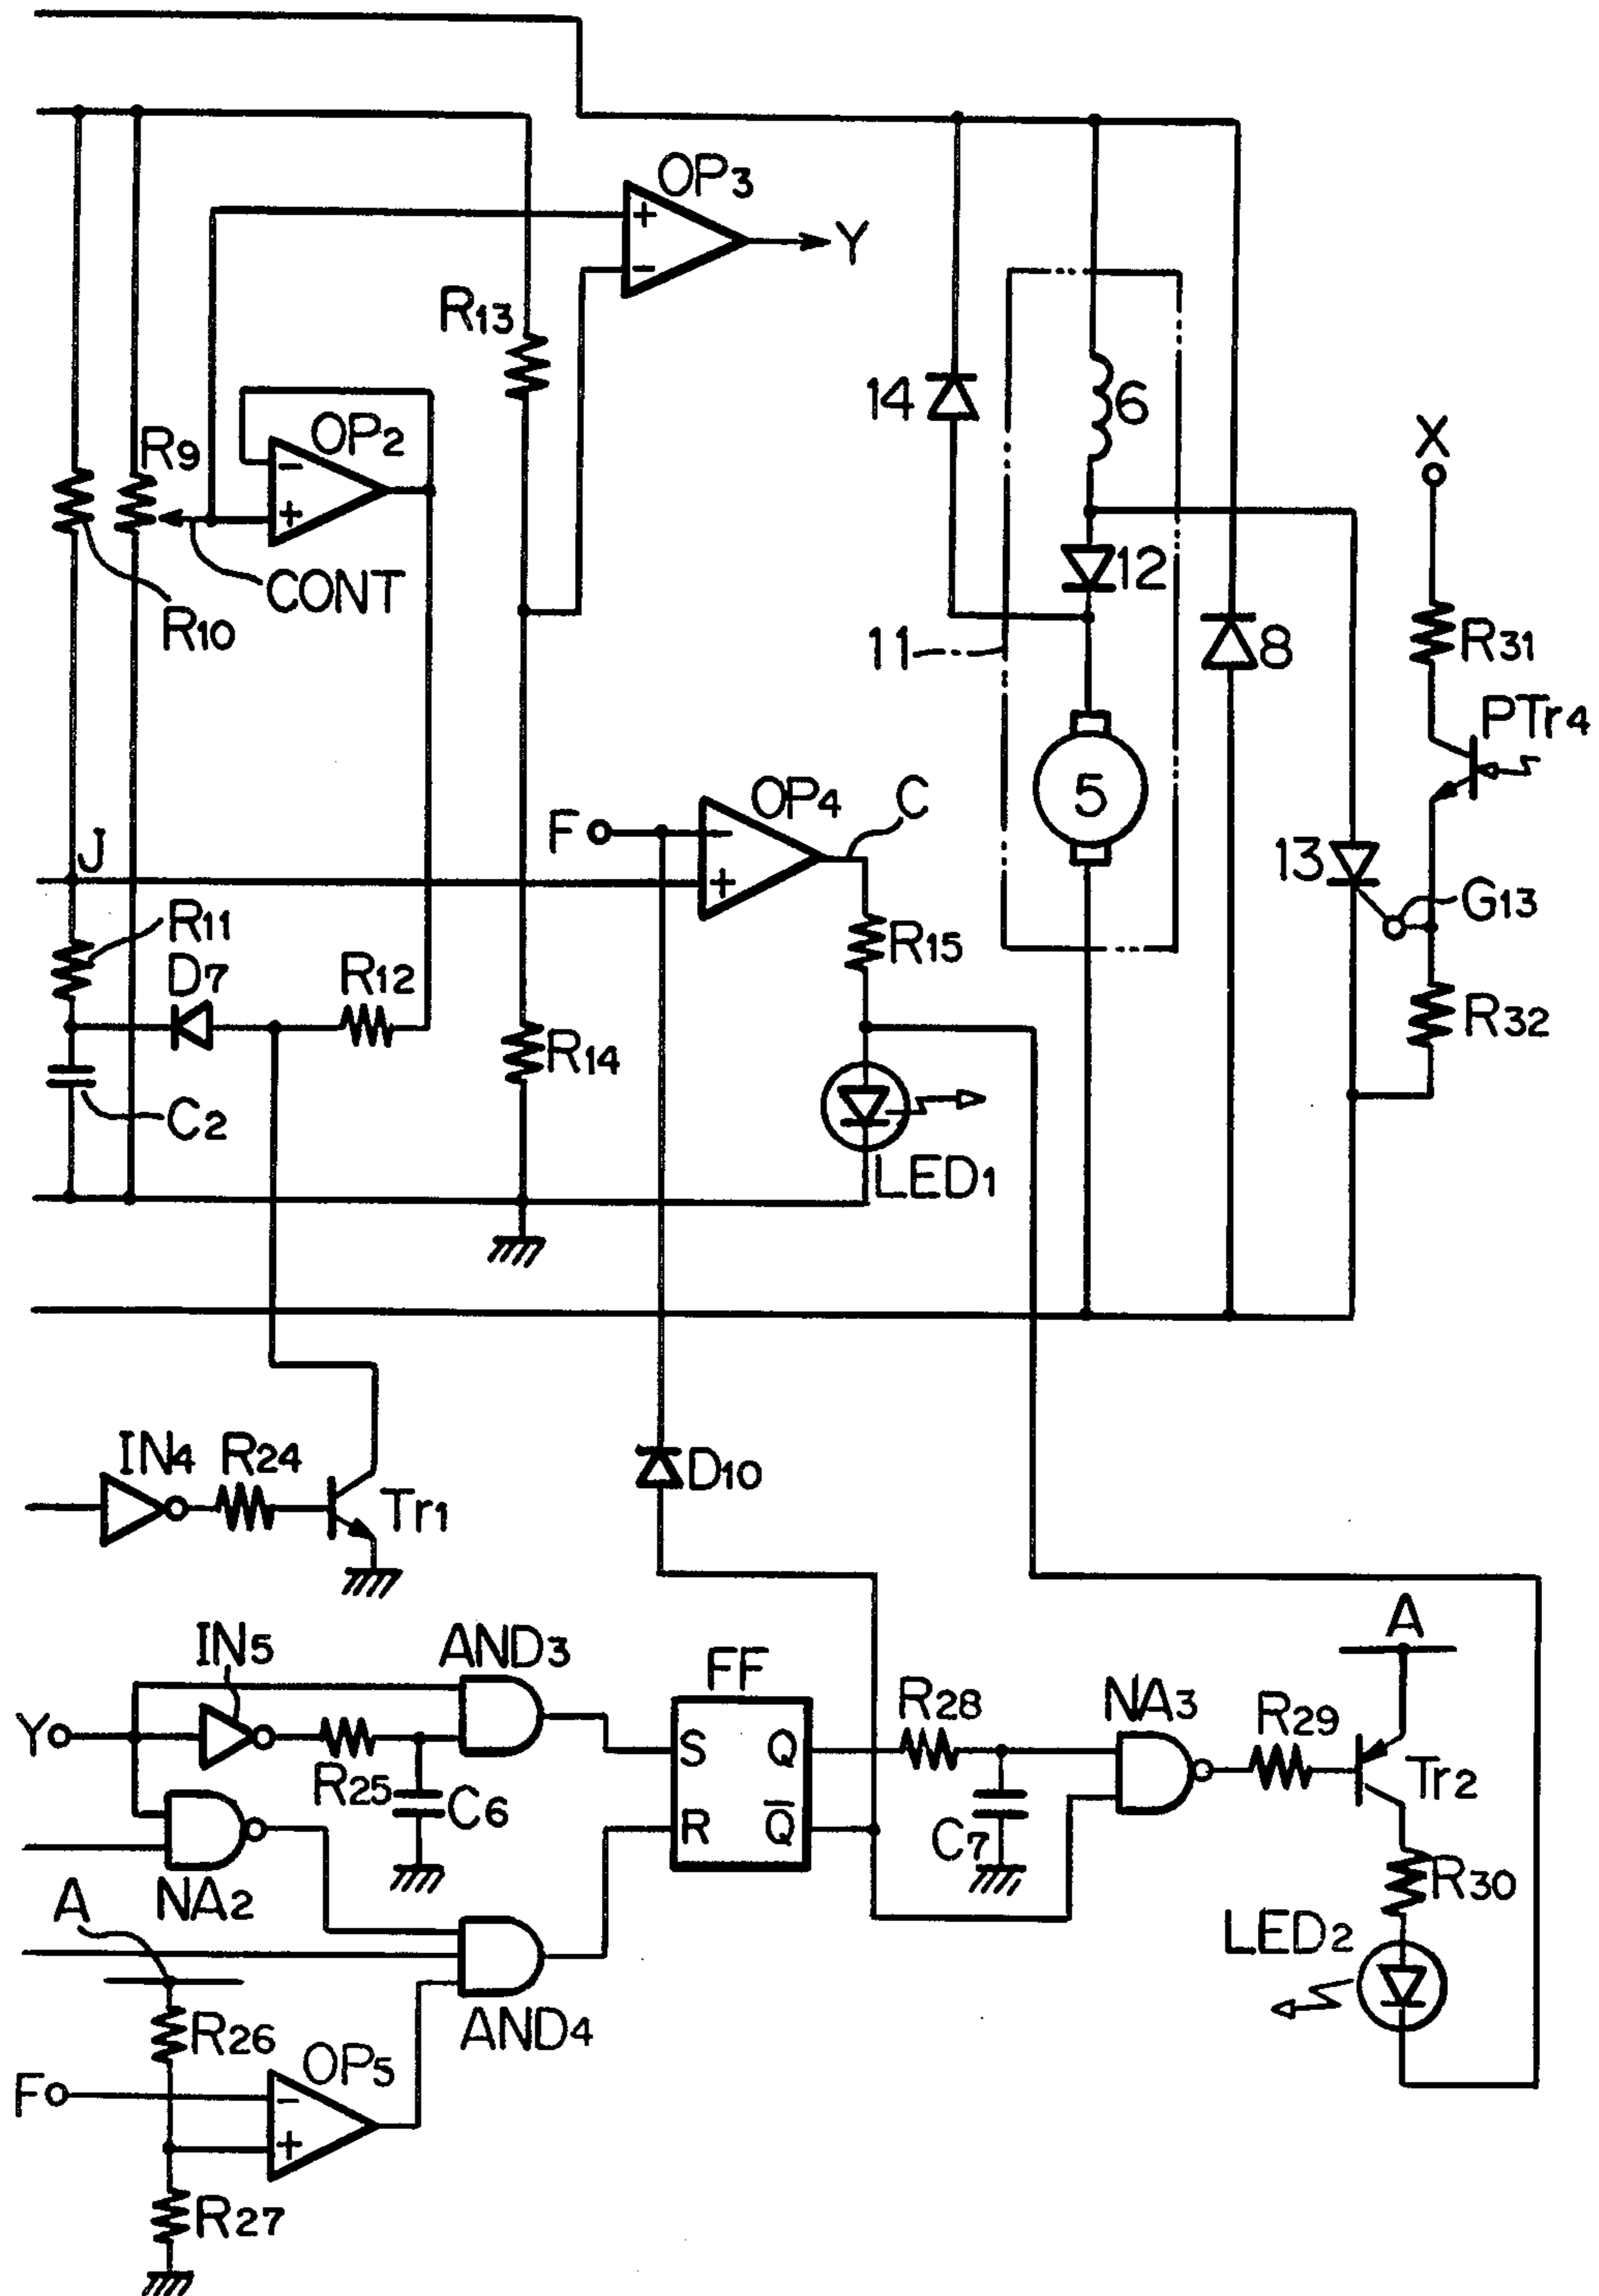 OP3
+
Y
−
R13
14
6
X
OP2
R9
−
+
12
CONT
R10
11
8
R31
PTr4
5
OP4
C
F
−
J
+
13
G13
R11
R15
D7
R12
R32
R14
C2
LED1
IN4
R24
D10
Tr1
A
IN5
AND3
FF
R28
NA3
R29
Y
S
Q
R25
C6
Tr2
R
Q̅
C7
R30
A
NA2
LED2
R26
AND4
OP5
F
−
+
R27